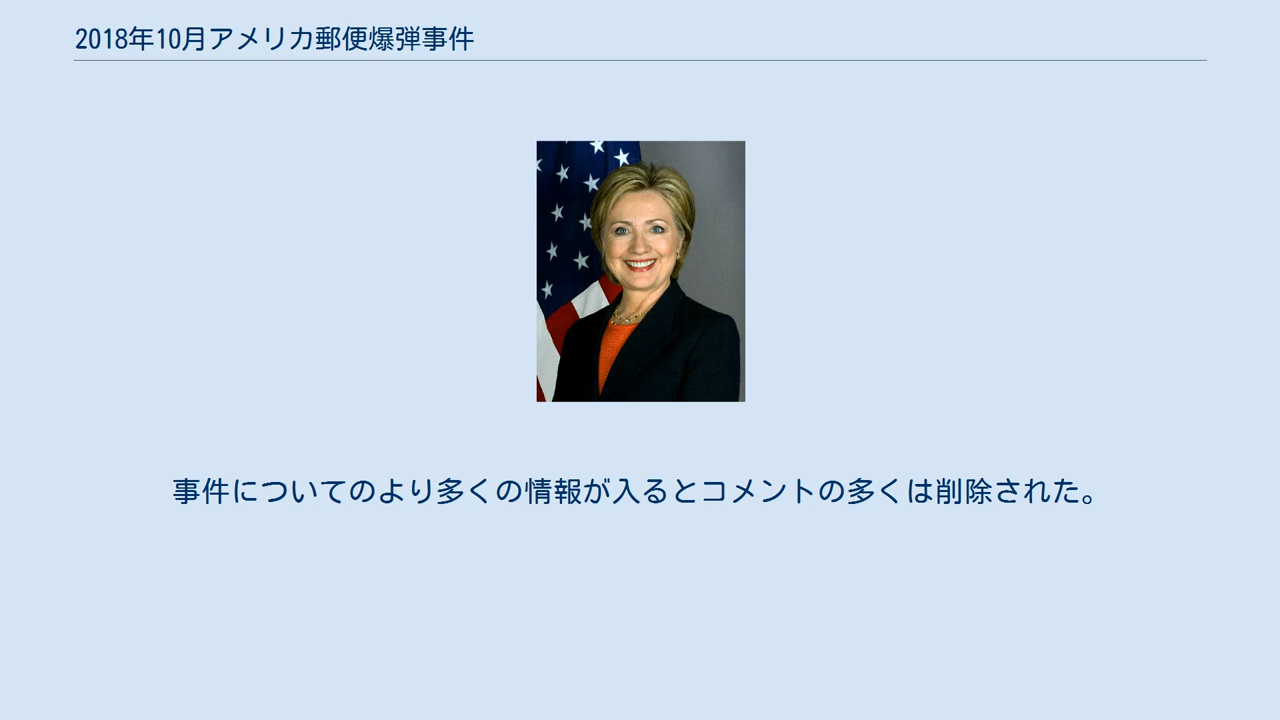 2018年10月アメリカ郵便爆弾事件
事件についてのより多くの情報が入るとコメントの多くは削除された。